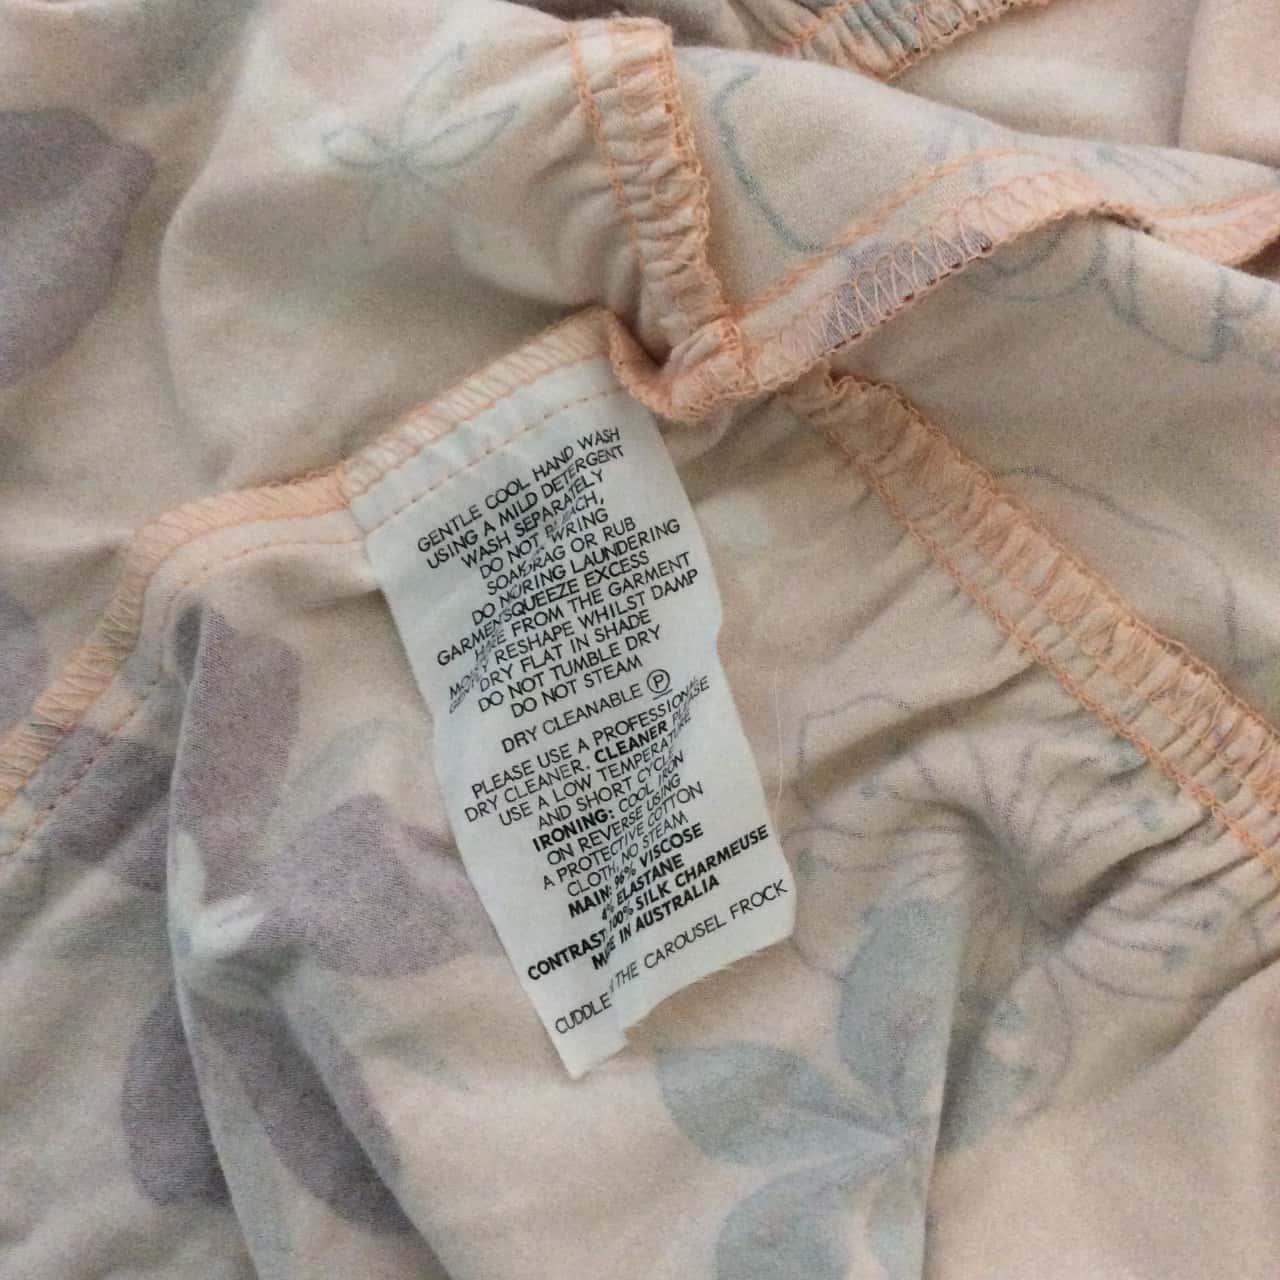 GENTLE COOL HAND WASH
USING A MILD DETERGENT
WASH SEPARATELY
DO NOT BLEACH,
SOAK, WRING
DRAG OR RUB
DO NOT WRING LAUNDERING
SQUEEZE EXCESS
FROM THE GARMENT
RESHAPE WHILST DAMP
DRY FLAT IN SHADE
DO NOT TUMBLE DRY
DO NOT STEAM
DRY CLEANABLE Ⓟ
PLEASE USE A PROFESSIONAL
DRY CLEANER. CLEANER PLEASE
USE A LOW TEMPERATURE
AND SHORT CYCLE
IRONING: COOL IRON
ON REVERSE USING
A PROTECTIVE COTTON
CLOTH, NO STEAM
MAIN: 96% VISCOSE
4% ELASTANE
CONTRAST: 100% SILK CHARMEUSE
MADE IN AUSTRALIA
CUDDLE THE CAROUSEL FROCK